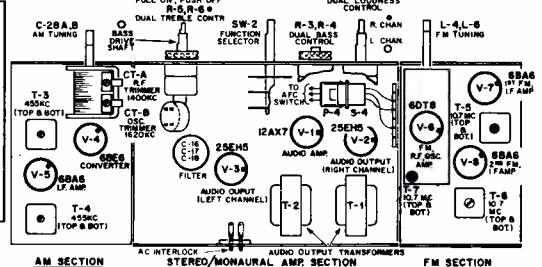 C-28A,B
AM TUNING
BASS
DRIVE
SHAFT
PULL ON, PUSH OFF
R-5,R-6
DUAL TREBLE CONTR
SW-2
FUNCTION
SELECTOR
R-3,R-4
DUAL BASS
CONTROL
DUAL LOUDNESS
CONTROL
R. CHAN.
L CHAN.
L-4,L-6
FM TUNING
T-3
455KC
(TOP & BOT)
CT-A
R.F
TRIMMER
1400KC
CT-B
OSC.
TRIMMER
1620KC
V-4
6BE6
CONVERTER
V-5
6BA6
I.F. AMP.
T-4
455KC
(TOP & BOT)
C-16
C-17
C-18
FILTER
25EH5
V-3
AUDIO OUPUT
(LEFT CHANNEL)
TO
AFC
SWITCH
P-4
S-4
12AX7
V-1
AUDIO AMP.
25EH5
V-2
AUDIO OUTPUT
(RIGHT CHANNEL)
T-2
T-1
AC INTERLOCK
AUDIO OUTPUT TRANSFORMERS
6DT8
V-6
FM
R.F. OSC.
AMP.
T-7
10.7 MC
(TOP &
BOT)
V-7
6BA6
1ST FM.
I.F AMP
T-5
10.7MC
(TOP
&
BOT.)
V-8
6BA6
2ND FM.
I.F AMP
10.7
MC
(TOP &
BOT)
AM SECTION
STEREO/MONAURAL AMP. SECTION
FM SECTION